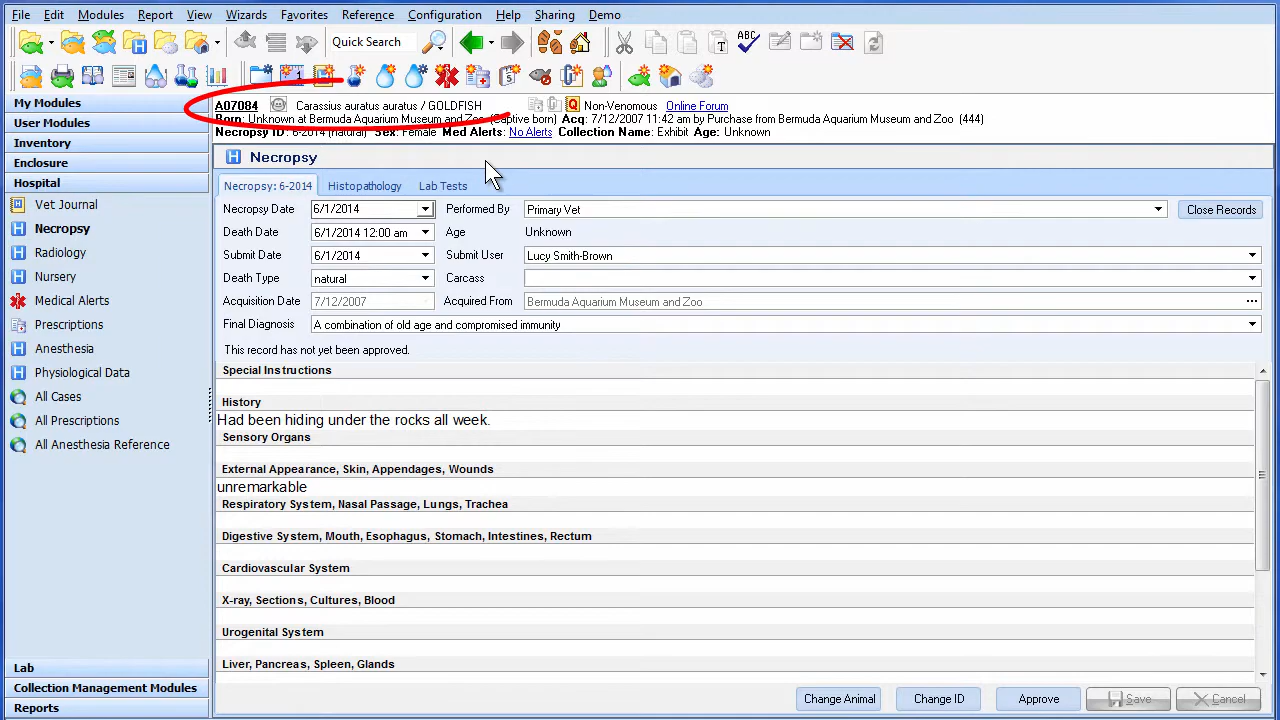 File Edit Modules Report View Wizards Favorites Reference Configuration Help Sharing Demo
H Quick Search T ABC
1 5
My Modules
User Modules
Inventory
Enclosure
Hospital
Vet Journal
H Necropsy
H Radiology
H Nursery
Medical Alerts
Prescriptions
H Anesthesia
H Physiological Data
All Cases
All Prescriptions
All Anesthesia Reference
Lab
Collection Management Modules
Reports
A07084 Carassius auratus auratus / GOLDFISH Q Non-Venomous Online Forum
Born: Unknown at Bermuda Aquarium Museum and Zoo (Captive born) Acq: 7/12/2007 11:42 am by Purchase from Bermuda Aquarium Museum and Zoo (444)
Necropsy ID: 6-2014 (natural) Sex: Female Med Alerts: No Alerts Collection Name: Exhibit Age: Unknown
H Necropsy
Necropsy: 6-2014 Histopathology Lab Tests
Necropsy Date 6/1/2014 Performed By Primary Vet Close Records
Death Date 6/1/2014 12:00 am Age Unknown
Submit Date 6/1/2014 Submit User Lucy Smith-Brown
Death Type natural Carcass
Acquisition Date 7/12/2007 Acquired From Bermuda Aquarium Museum and Zoo ...
Final Diagnosis A combination of old age and compromised immunity
This record has not yet been approved.
Special Instructions
History
Had been hiding under the rocks all week.
Sensory Organs
External Appearance, Skin, Appendages, Wounds
unremarkable
Respiratory System, Nasal Passage, Lungs, Trachea
Digestive System, Mouth, Esophagus, Stomach, Intestines, Rectum
Cardiovascular System
X-ray, Sections, Cultures, Blood
Urogenital System
Liver, Pancreas, Spleen, Glands
Change Animal Change ID Approve Save Cancel